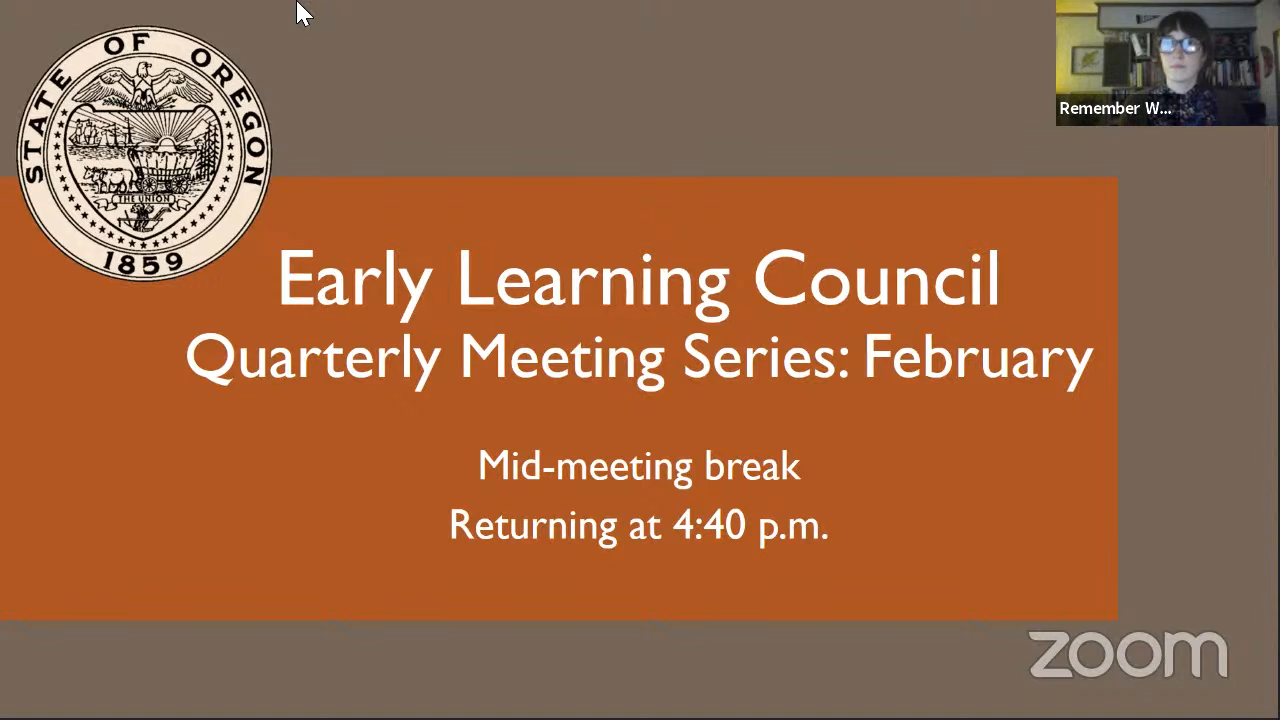 STATE OF OREGON
THE UNION
1859
Remember W...
Early Learning Council
Quarterly Meeting Series: February
Mid-meeting break
Returning at 4:40 p.m.
zoom